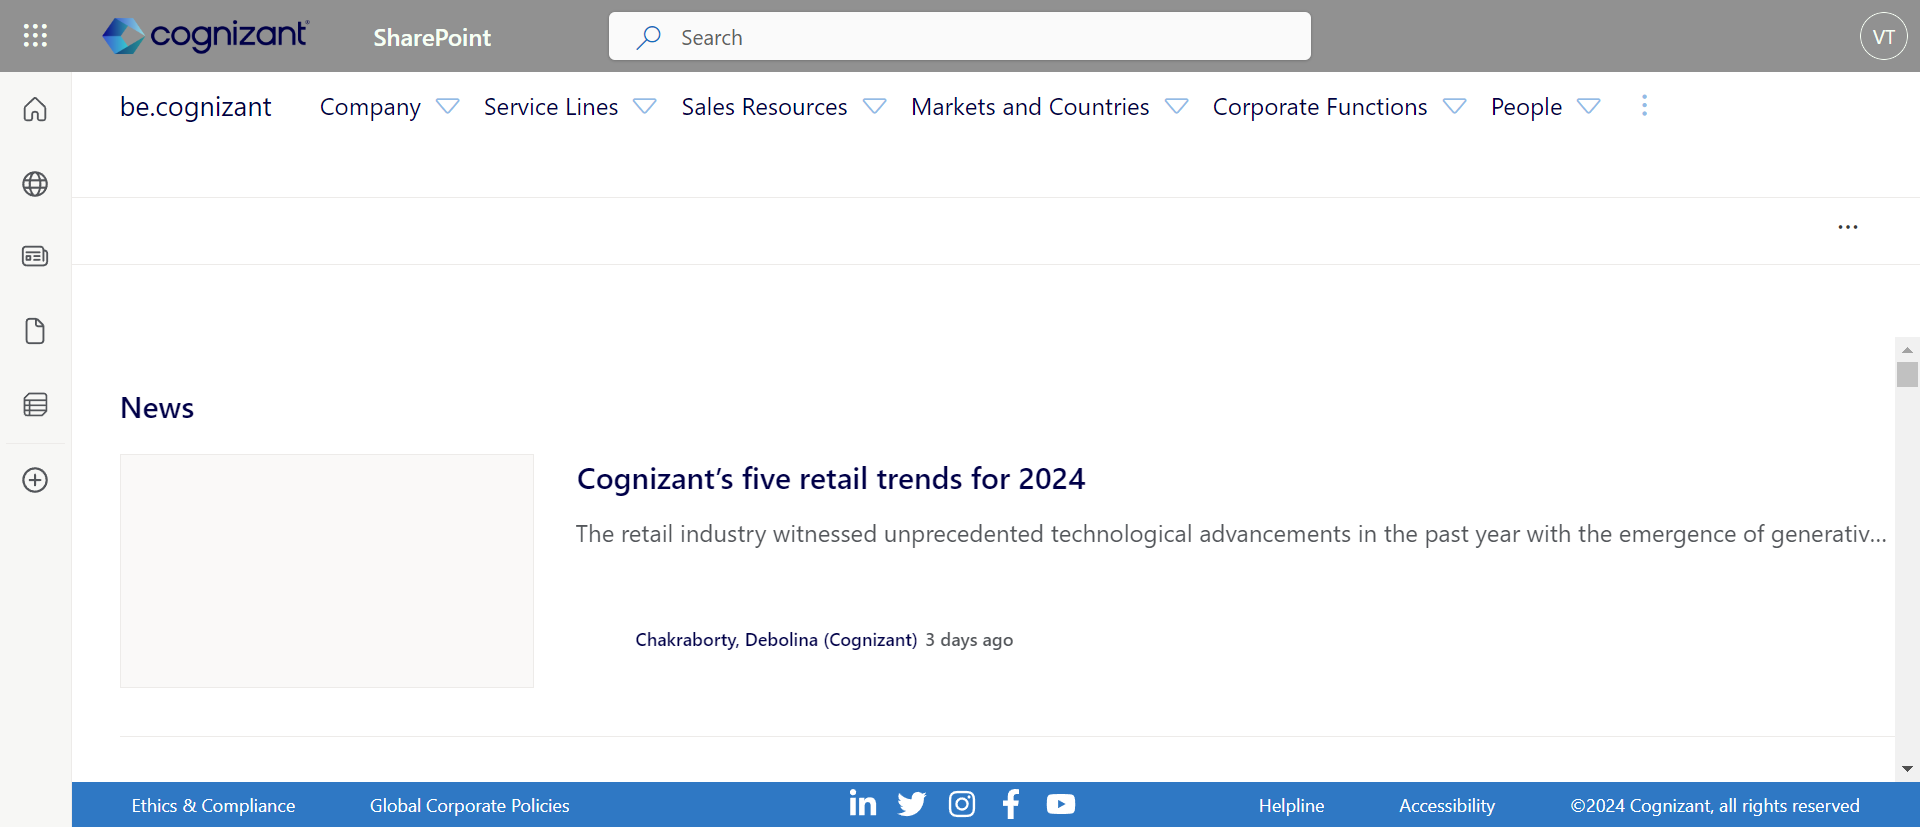 cognizant
SharePoint
Search
VT
be.cognizant
Company
Service Lines
Sales Resources
Markets and Countries
Corporate Functions
People
News
Cognizant’s five retail trends for 2024
The retail industry witnessed unprecedented technological advancements in the past year with the emergence of generativ...
Chakraborty, Debolina (Cognizant) 3 days ago
Ethics & Compliance
Global Corporate Policies
Helpline
Accessibility
©2024 Cognizant, all rights reserved